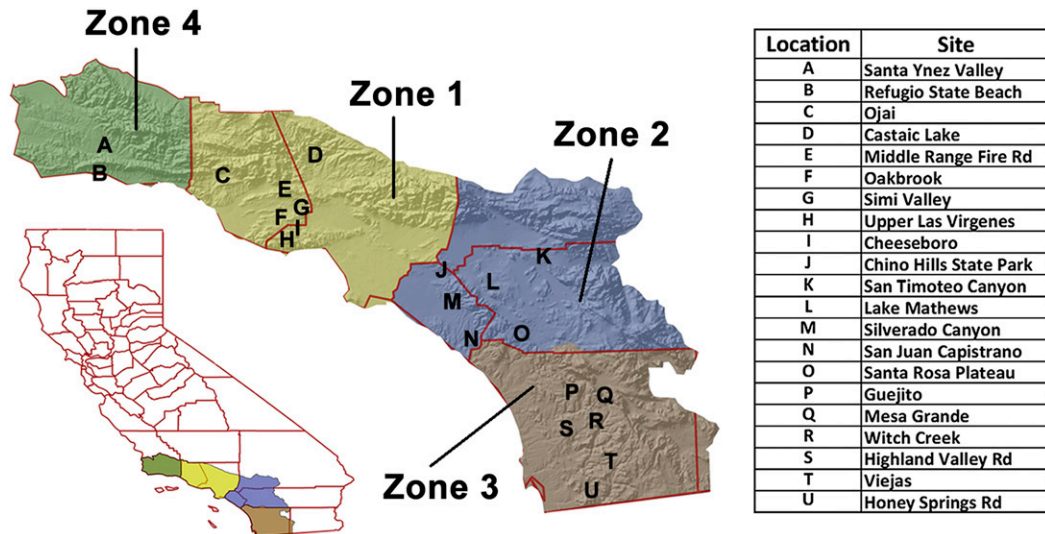 Zone 4
Zone 1
Zone 2
Zone 3
A
B
C
D
E
F
G
I
H
J
K
L
M
N
O
P
Q
R
S
T
U
Location Site
A Santa Ynez Valley
B Refugio State Beach
C Ojai
D Castaic Lake
E Middle Range Fire Rd
F Oakbrook
G Simi Valley
H Upper Las Virgenes
I Cheeseboro
J Chino Hills State Park
K San Timoteo Canyon
L Lake Mathews
M Silverado Canyon
N San Juan Capistrano
O Santa Rosa Plateau
P Guejito
Q Mesa Grande
R Witch Creek
S Highland Valley Rd
T Viejas
U Honey Springs Rd